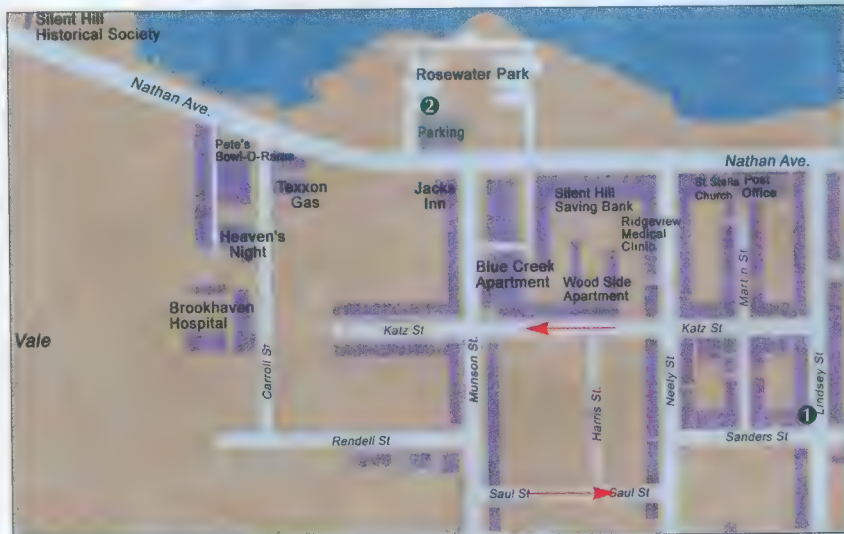 Silent Hill
Historical Society
Nathan Ave.
Rosewater Park
2
Parking
Pete's
Bowl-O-Rama
Texxon
Gas
Jacks
Inn
Silent Hill
Saving Bank
St Stella
Church
Post
Office
Nathan Ave.
Ridgeview
Medical
Clinic
Heaven's
Night
Blue Creek
Apartment
Wood Side
Apartment
Martin St
Brookhaven
Hospital
Katz St
Katz St
Vale
Carroll St
Munson St.
Harris St.
Neely St
Lindsey St
1
Rendell St
Sanders St
Saul St
Saul St